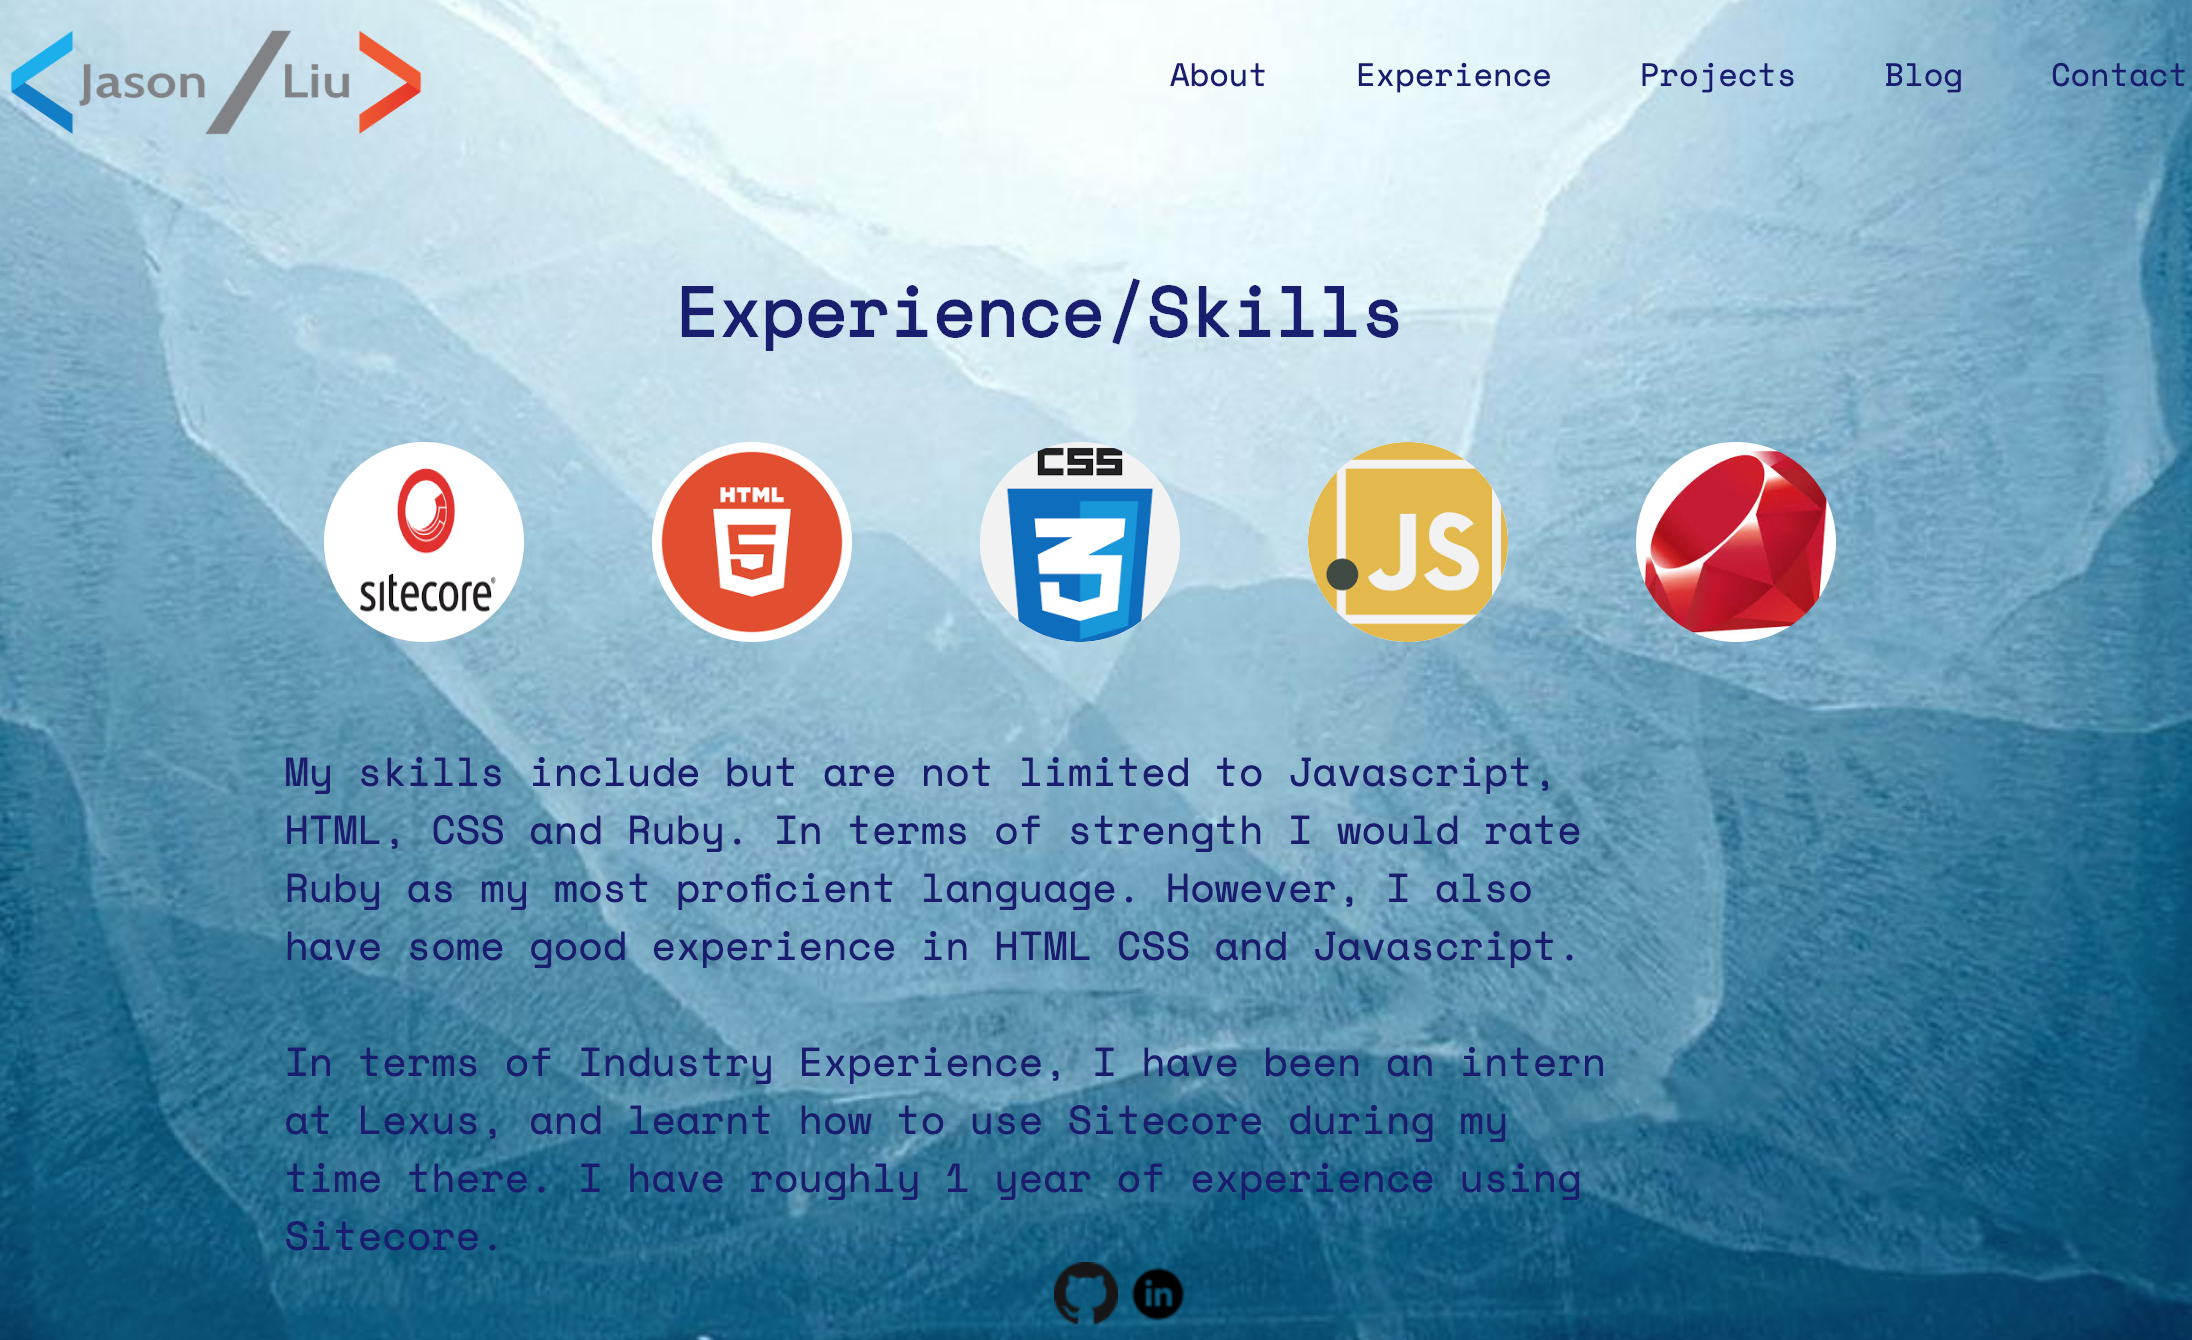 Jason / Liu
About Experience Projects Blog Contact
Experience/Skills
sitecore®
HTML
5
CSS
3
JS
My skills include but are not limited to Javascript,
HTML, CSS and Ruby. In terms of strength I would rate
Ruby as my most proficient language. However, I also
have some good experience in HTML CSS and Javascript.
In terms of Industry Experience, I have been an intern
at Lexus, and learnt how to use Sitecore during my
time there. I have roughly 1 year of experience using
Sitecore.
in